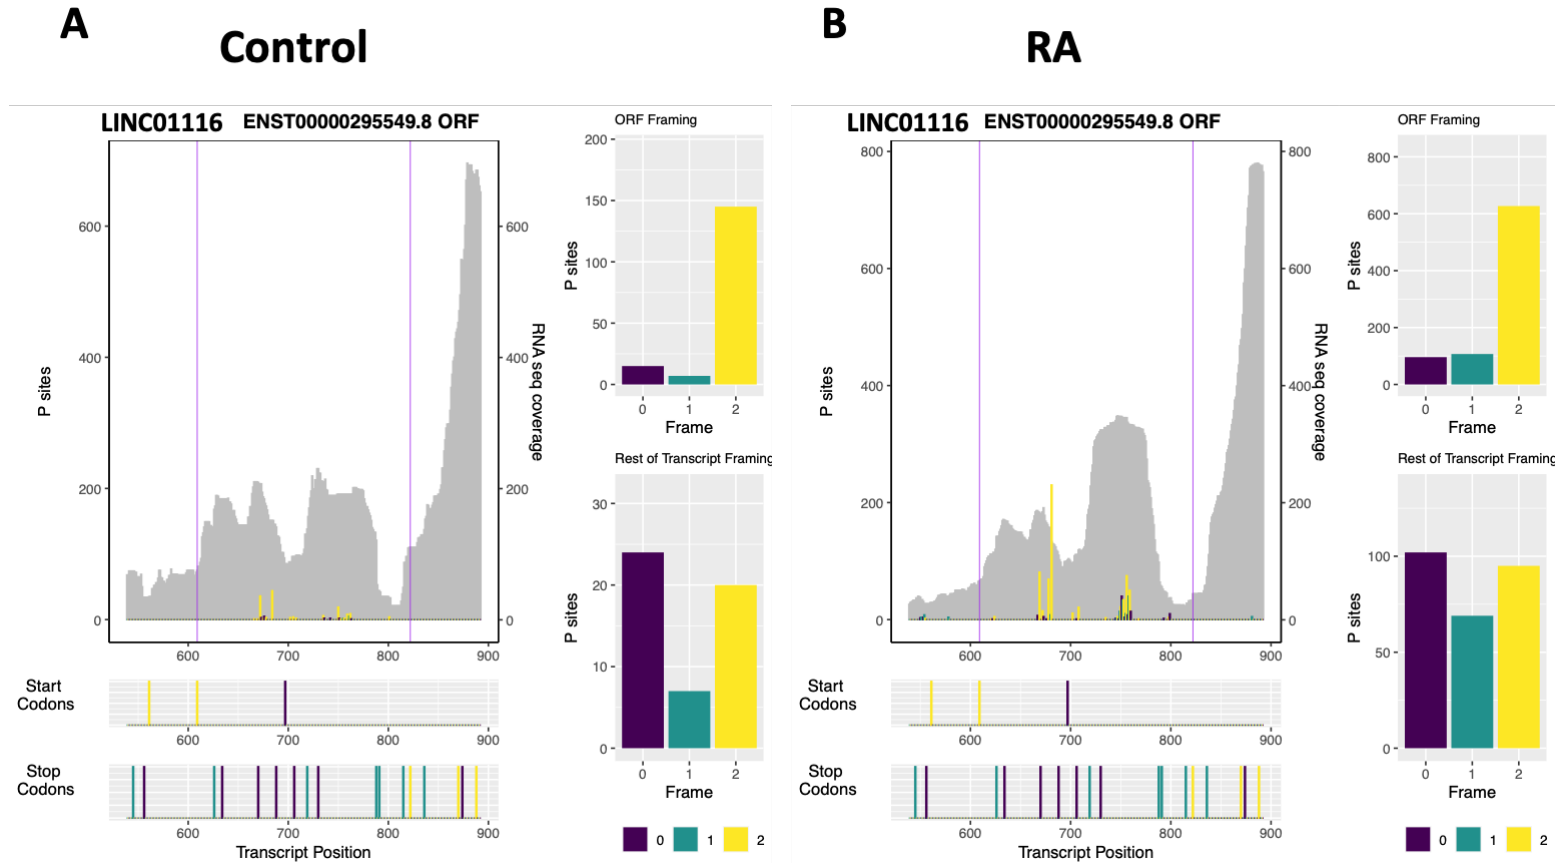 A
Control
LINC01116 ENST00000295549.8 ORF
P sites
600
400
200
0
RNA seq coverage
600
400
200
0
600 700 800 900
Start
Codons
600 700 800 900
Stop
Codons
600 700 800 900
Transcript Position
ORF Framing
P sites
200
150
100
50
0
0 1 2
Frame
Rest of Transcript Framing
P sites
30
20
10
0
0 1 2
Frame
0 1 2
B
RA
LINC01116 ENST00000295549.8 ORF
P sites
800
600
400
200
0
RNA seq coverage
800
600
400
200
0
600 700 800 900
Start
Codons
600 700 800 900
Stop
Codons
600 700 800 900
Transcript Position
ORF Framing
P sites
800
600
400
200
0
0 1 2
Frame
Rest of Transcript Framing
P sites
100
50
0
0 1 2
Frame
0 1 2